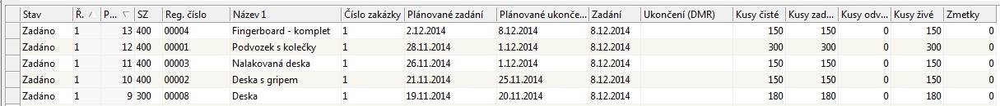 Stav Ř. P... SZ Reg. číslo Název 1 Číslo zakázky Plánované zadání Plánované ukonče... Zadání Ukončení (DMR) Kusy čisté Kusy zad... Kusy odv... Kusy živé Zmetky
Zadáno 1 13 400 00004 Fingerboard - komplet 1 2.12.2014 8.12.2014 8.12.2014 150 150 0 150 0
Zadáno 1 12 400 00001 Podvozek s kolečky 1 28.11.2014 1.12.2014 8.12.2014 300 300 0 300 0
Zadáno 1 11 400 00003 Nalakovaná deska 1 26.11.2014 1.12.2014 8.12.2014 150 150 0 150 0
Zadáno 1 10 400 00002 Deska s gripem 1 21.11.2014 25.11.2014 8.12.2014 150 150 0 150 0
Zadáno 1 9 300 00008 Deska 1 19.11.2014 20.11.2014 8.12.2014 180 180 0 180 0